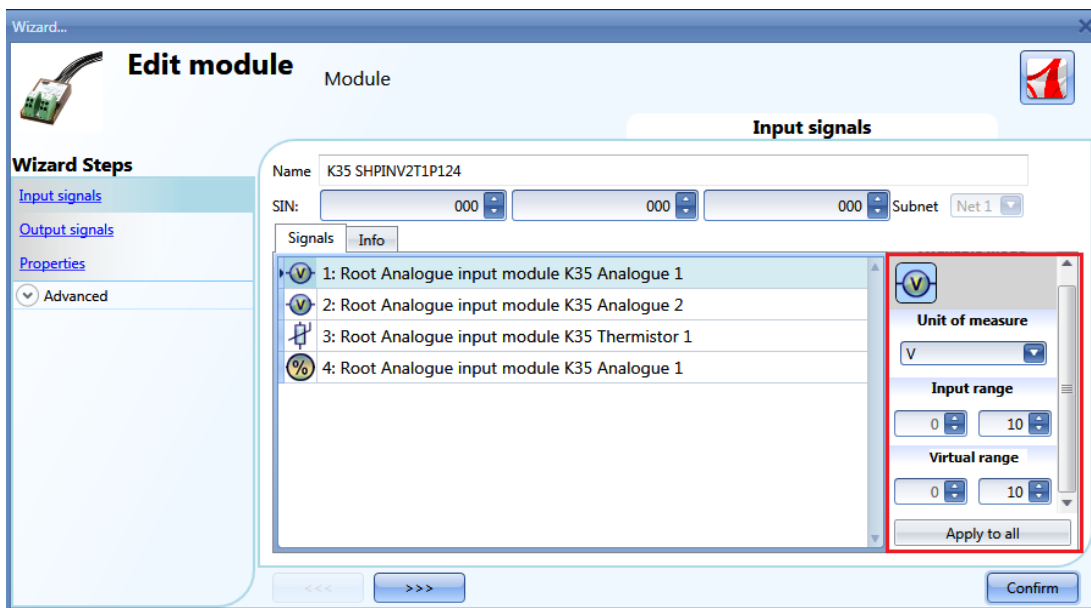 Wizard...
Edit module
Module
Input signals
Wizard Steps
Input signals
Output signals
Properties
Advanced
Name K35 SHPINV2T1P124
SIN: 000 000 000 Subnet Net 1
Signals Info
1: Root Analogue input module K35 Analogue 1
2: Root Analogue input module K35 Analogue 2
3: Root Analogue input module K35 Thermistor 1
4: Root Analogue input module K35 Analogue 1
Unit of measure
V
Input range
0 10
Virtual range
0 10
Apply to all
<<< >>> Confirm